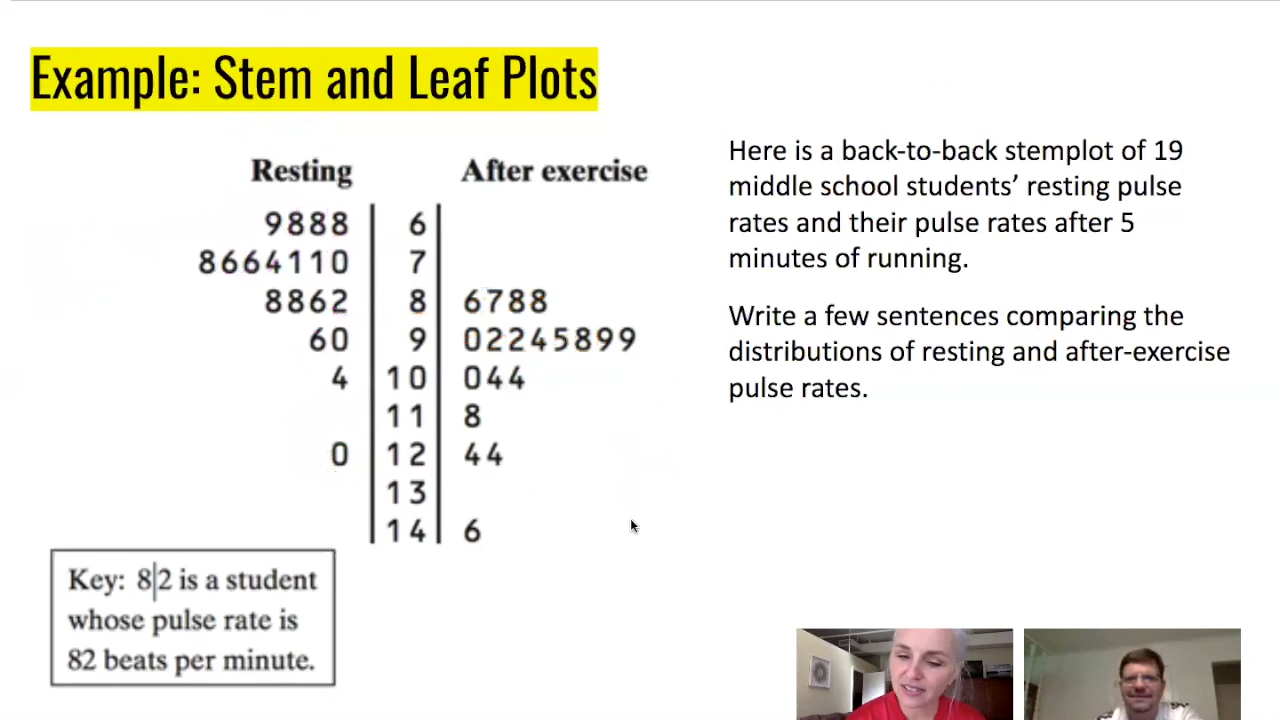 Example: Stem and Leaf Plots
Resting After exercise
9888 6
8664110 7
8862 8 6788
60 9 02245899
4 10 044
11 8
0 12 44
13
14 6
Key: 8|2 is a student
whose pulse rate is
82 beats per minute.
Here is a back-to-back stemplot of 19
middle school students’ resting pulse
rates and their pulse rates after 5
minutes of running.
Write a few sentences comparing the
distributions of resting and after-exercise
pulse rates.